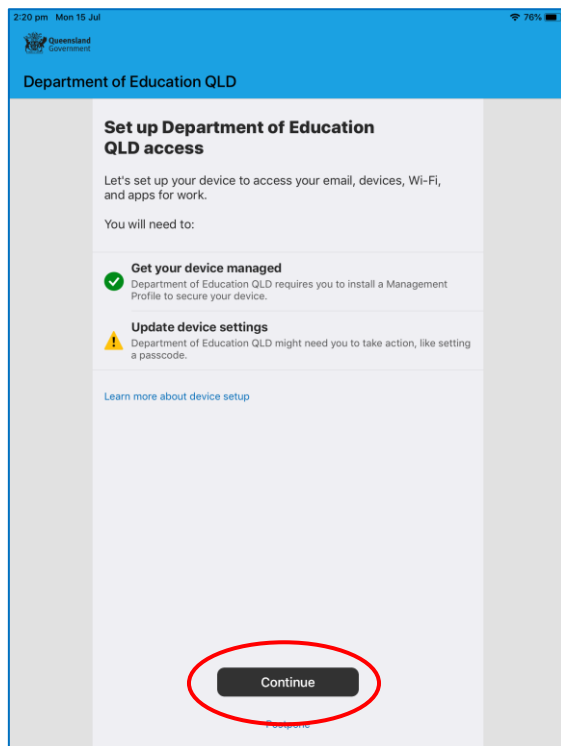 2:20 pm Mon 15 Jul
76%
Queensland
Government
Department of Education QLD
Set up Department of Education
QLD access
Let's set up your device to access your email, devices, Wi-Fi,
and apps for work.
You will need to:
Get your device managed
Department of Education QLD requires you to install a Management
Profile to secure your device.
Update device settings
Department of Education QLD might need you to take action, like setting
a passcode.
Learn more about device setup
Continue
Postpone